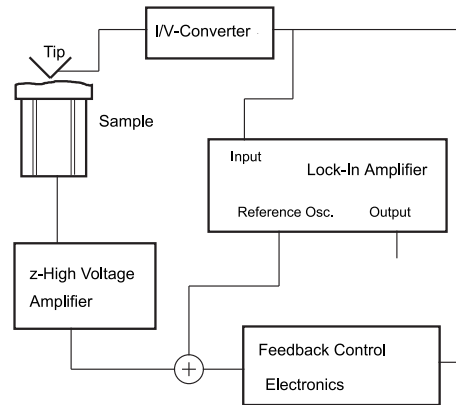 I/V-Converter
Tip
Sample
Input
Lock-In Amplifier
Reference Osc. Output
z-High Voltage
Amplifier
Feedback Control
Electronics